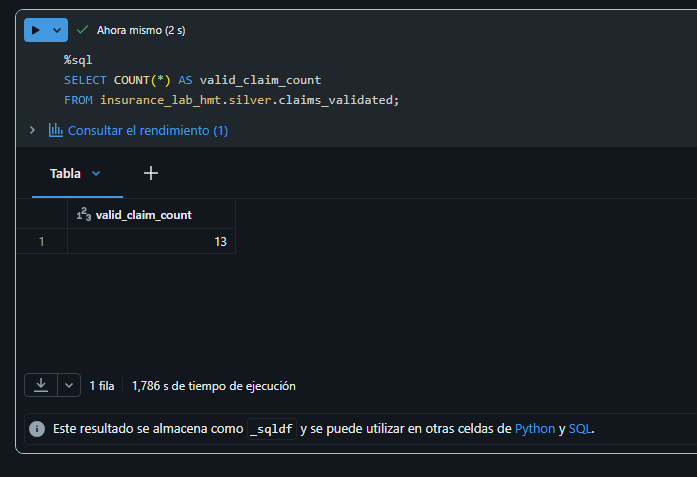 Ahora mismo (2 s)
%sql
SELECT COUNT(*) AS valid_claim_count
FROM insurance_lab_hmt.silver.claims_validated;
Consultar el rendimiento (1)
Tabla
123 valid_claim_count
1 13
1 fila 1,786 s de tiempo de ejecución
Este resultado se almacena como _sqldf y se puede utilizar en otras celdas de Python y SQL.